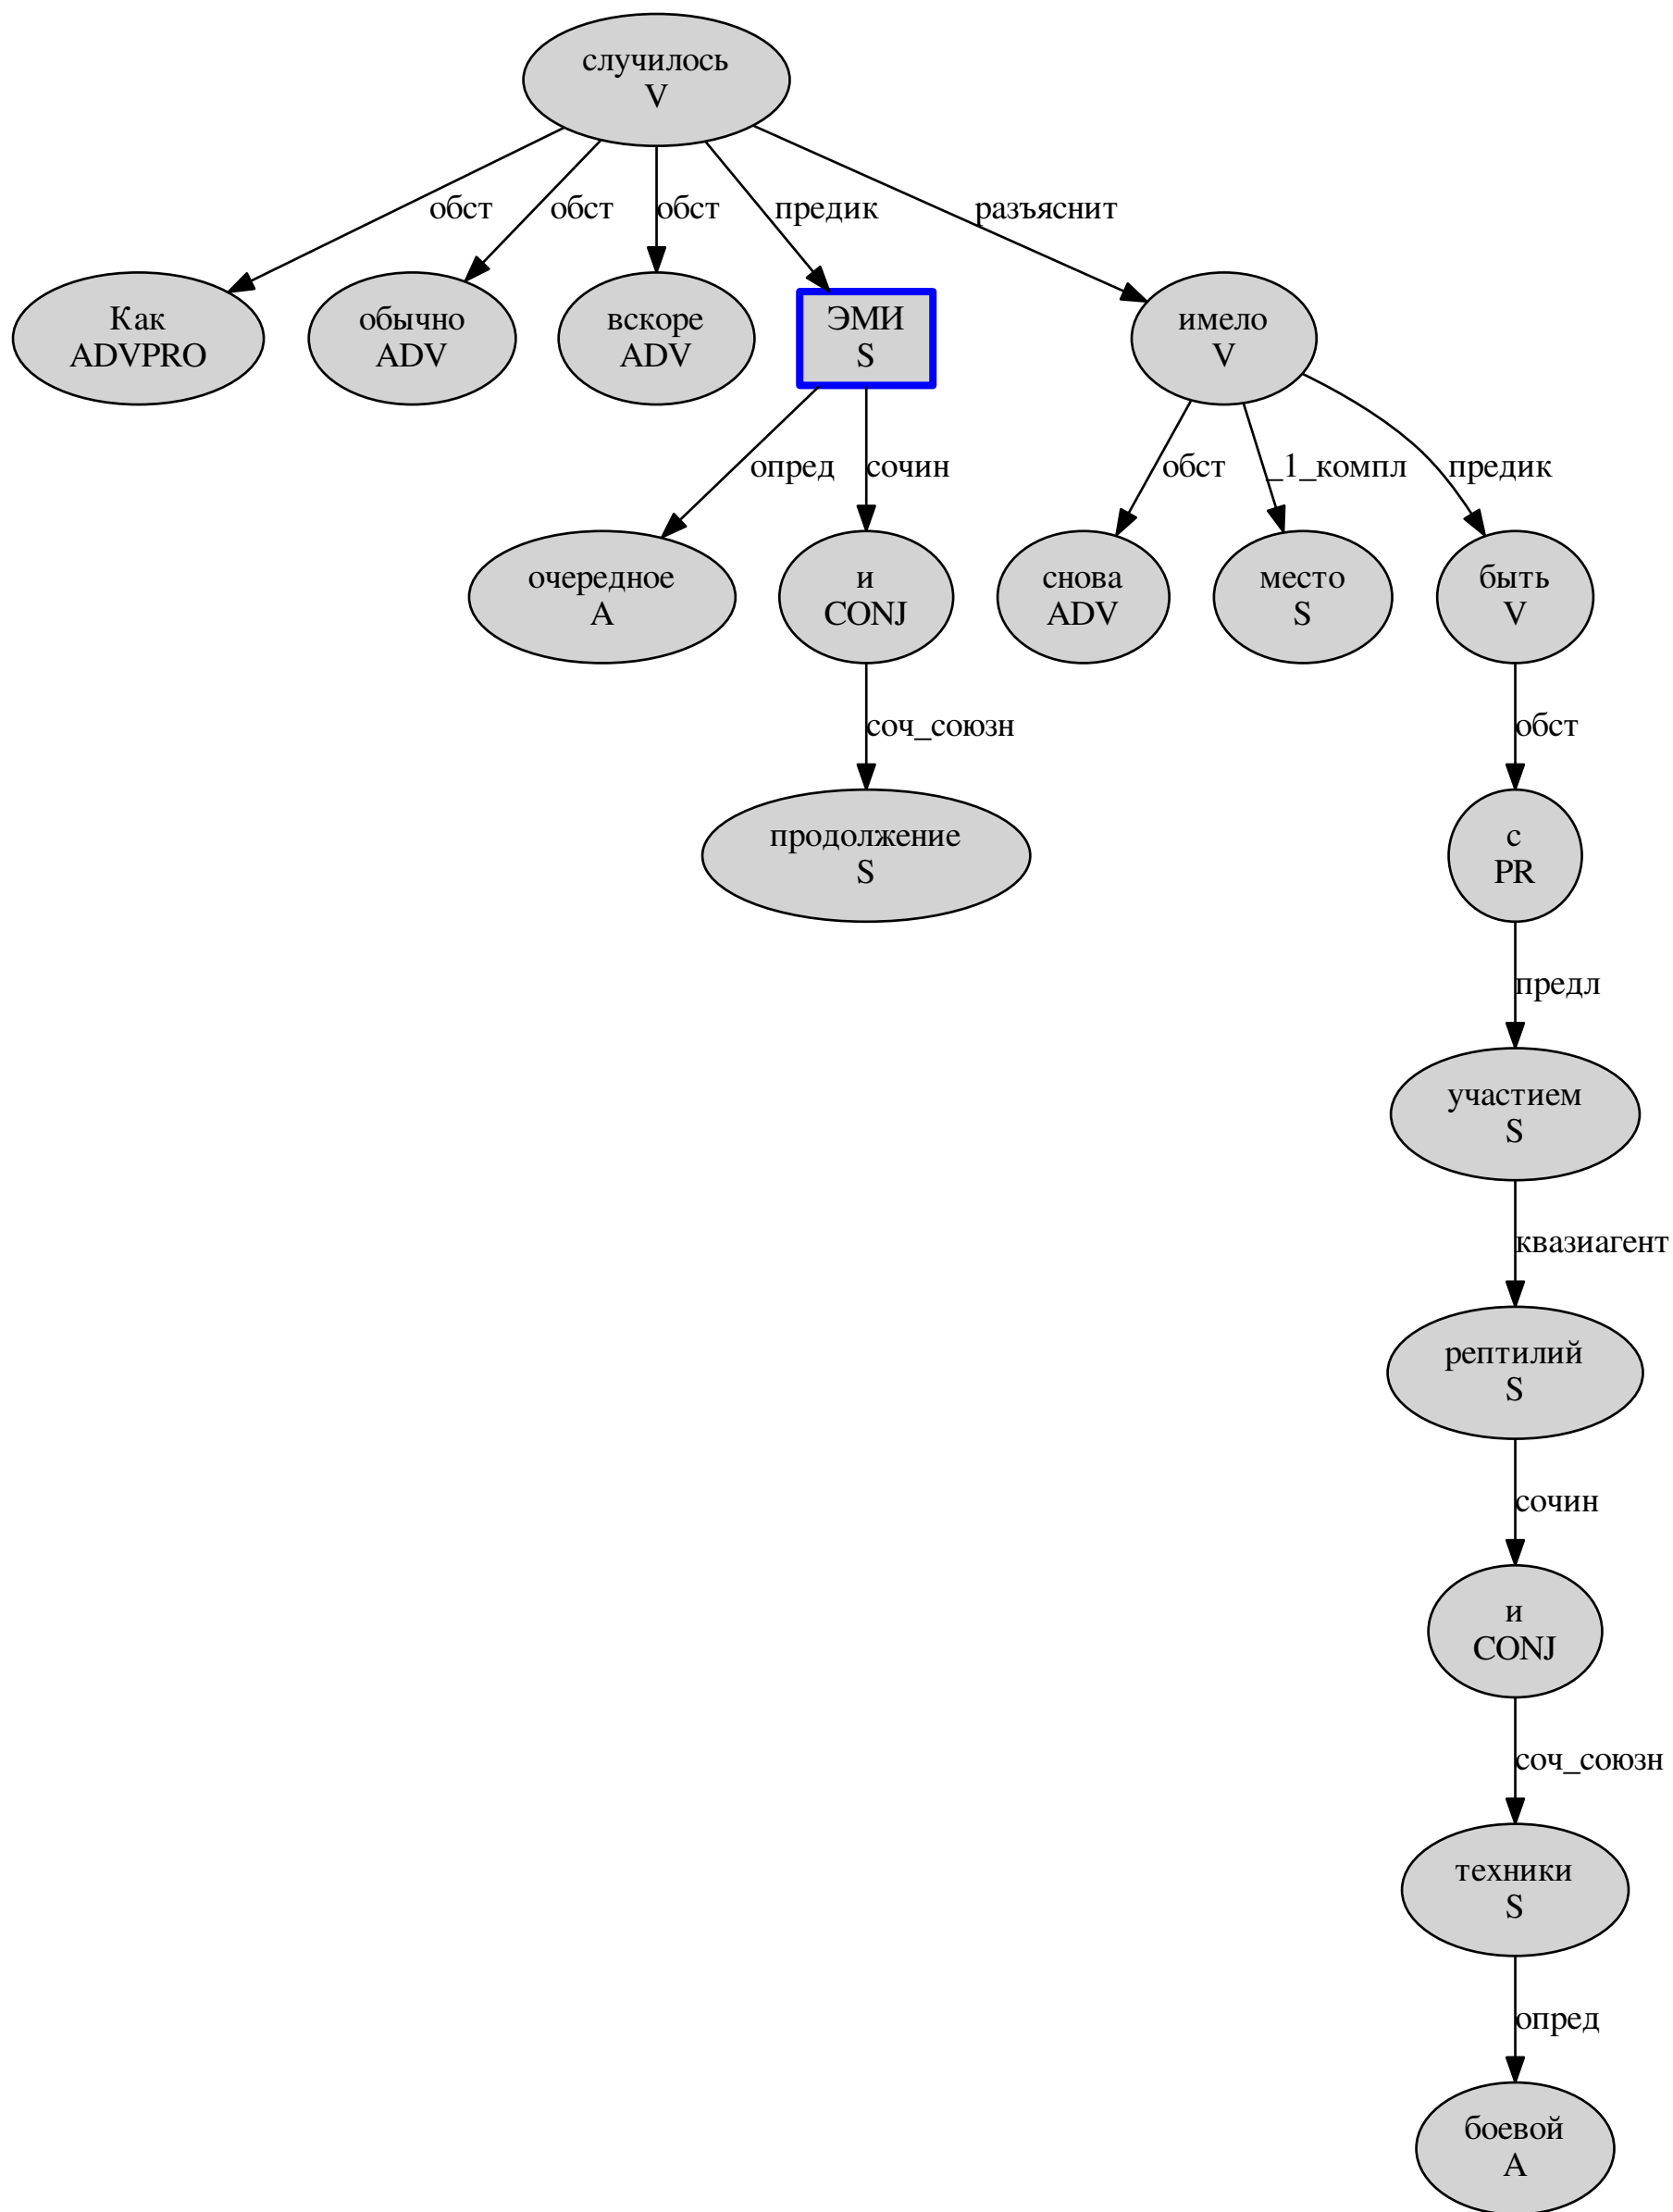 случилось
V
обст
обст
обст
предик
разъяснит
Как
ADVPRO
обычно
ADV
вскоре
ADV
ЭМИ
S
имело
V
опред
сочин
обст
_1_компл
предик
очередное
A
и
CONJ
снова
ADV
место
S
быть
V
соч_союзн
обст
продолжение
S
с
PR
предл
участием
S
квазиагент
рептилий
S
сочин
и
CONJ
соч_союзн
техники
S
опред
боевой
A